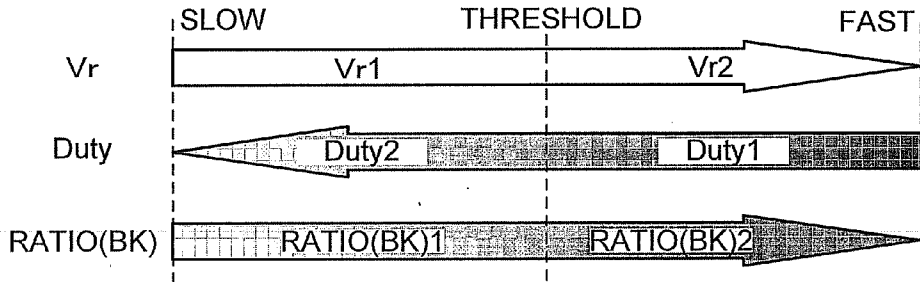 SLOW THRESHOLD FAST
Vr Vr1 Vr2
Duty Duty2 Duty1
RATIO(BK) RATIO(BK)1 RATIO(BK)2